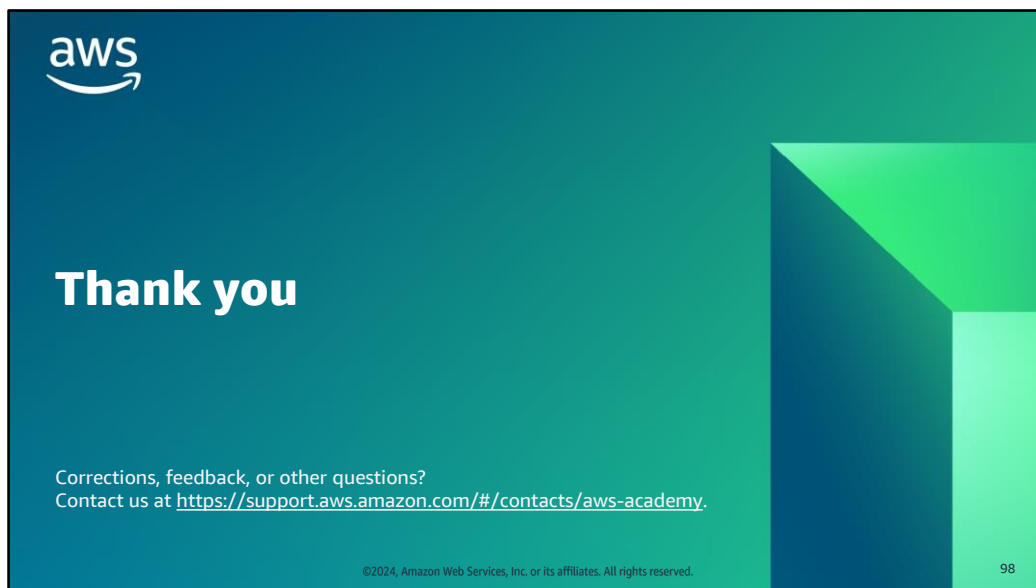 aws
Thank you
Corrections, feedback, or other questions?
Contact us at https://support.aws.amazon.com/#/contacts/aws-academy.
©2024, Amazon Web Services, Inc. or its affiliates. All rights reserved.
98